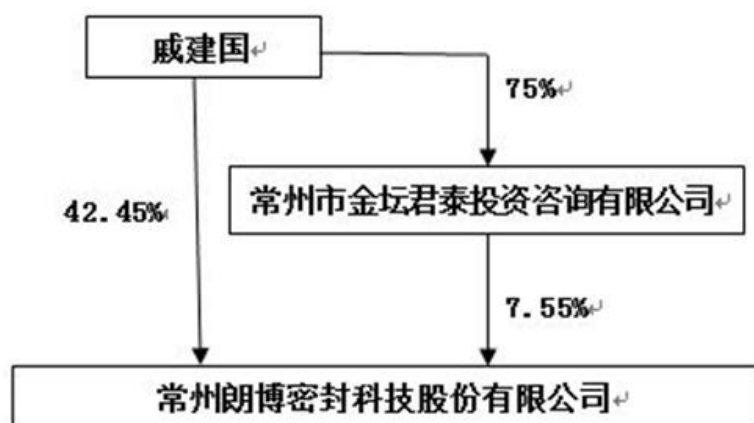 戚建国
75%
常州市金坛君泰投资咨询有限公司
42.45%
7.55%
常州朗博密封科技股份有限公司